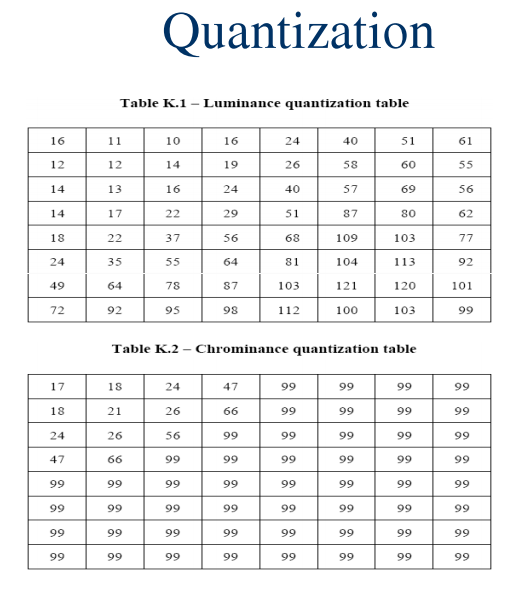 Quantization
Table K.1 – Luminance quantization table
16 11 10 16 24 40 51 61
12 12 14 19 26 58 60 55
14 13 16 24 40 57 69 56
14 17 22 29 51 87 80 62
18 22 37 56 68 109 103 77
24 35 55 64 81 104 113 92
49 64 78 87 103 121 120 101
72 92 95 98 112 100 103 99
Table K.2 – Chrominance quantization table
17 18 24 47 99 99 99 99
18 21 26 66 99 99 99 99
24 26 56 99 99 99 99 99
47 66 99 99 99 99 99 99
99 99 99 99 99 99 99 99
99 99 99 99 99 99 99 99
99 99 99 99 99 99 99 99
99 99 99 99 99 99 99 99